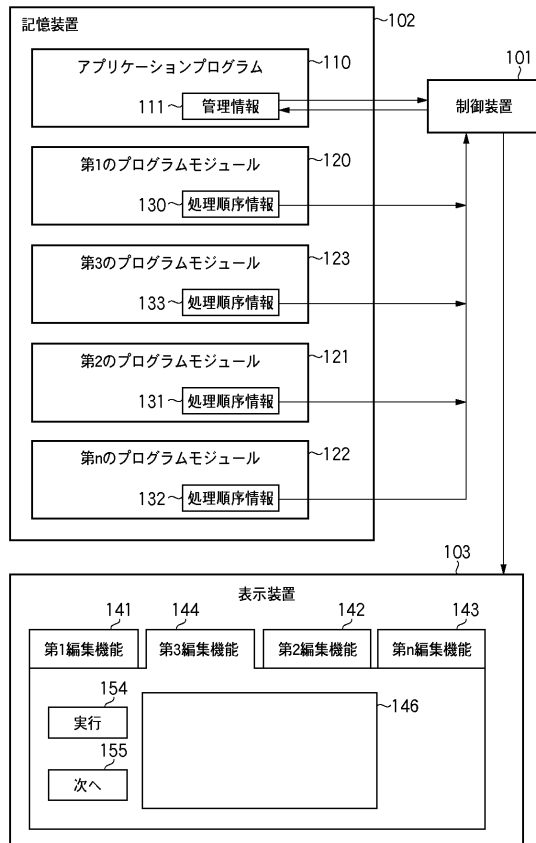 記憶装置
102
アプリケーションプログラム
110
111
管理情報
101
制御装置
第1のプログラムモジュール
120
130
処理順序情報
第3のプログラムモジュール
123
133
処理順序情報
第2のプログラムモジュール
121
131
処理順序情報
第nのプログラムモジュール
122
132
処理順序情報
103
表示装置
141
144
142
143
第1編集機能
第3編集機能
第2編集機能
第n編集機能
154
実行
146
155
次へ